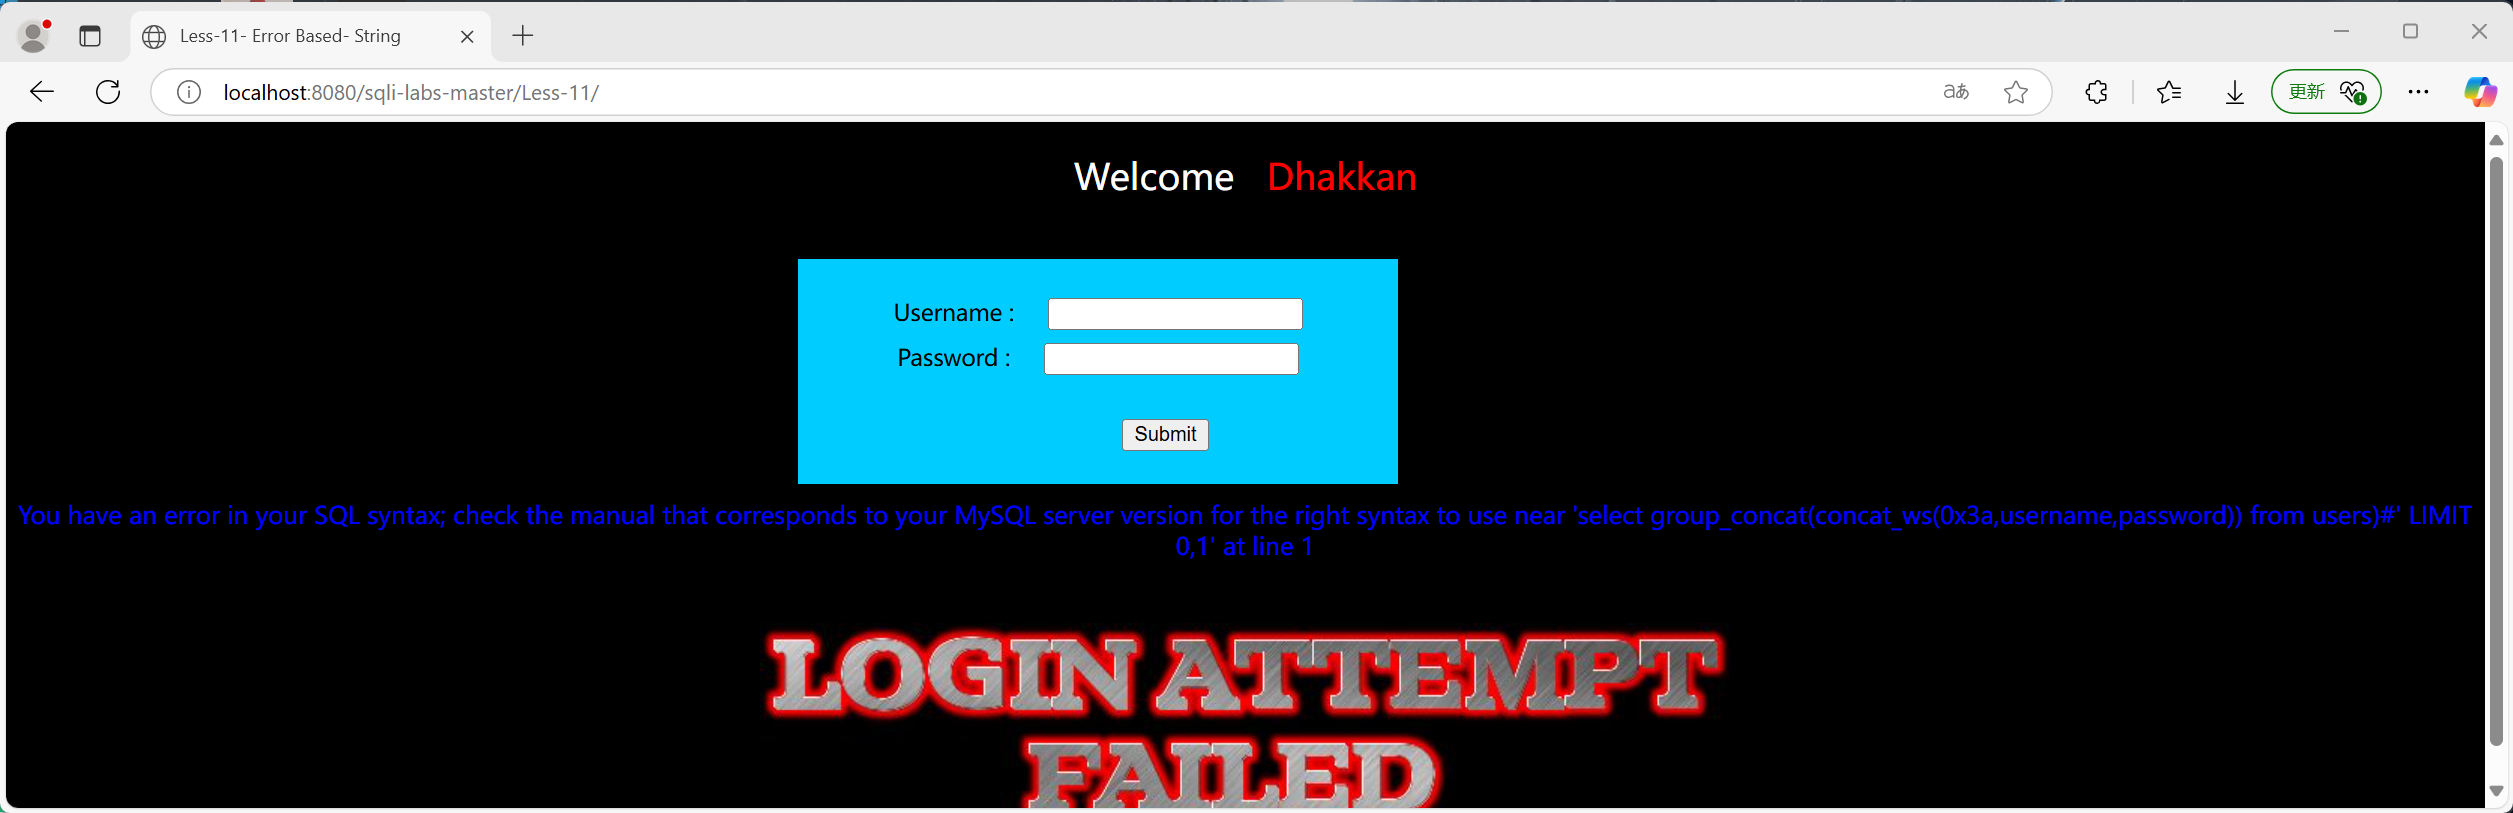 Less-11- Error Based- String
localhost:8080/sqli-labs-master/Less-11/
aあ
更新
Welcome Dhakkan
Username :
Password :
Submit
You have an error in your SQL syntax; check the manual that corresponds to your MySQL server version for the right syntax to use near 'select group_concat(concat_ws(0x3a,username,password)) from users)#' LIMIT
0,1' at line 1
LOGIN ATTEMPT
FAILED